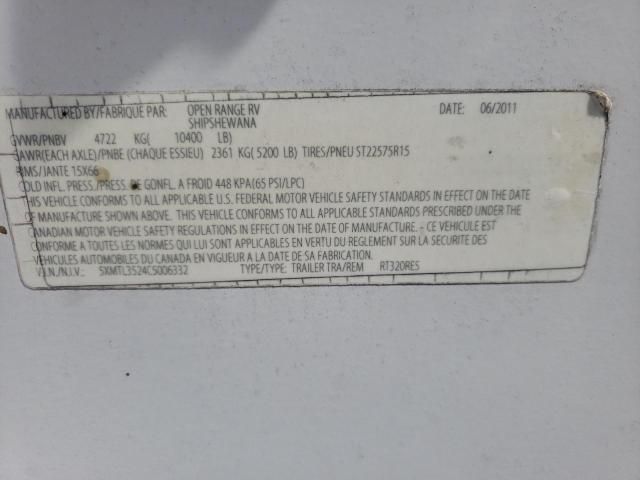 MANUFACTURED BY/FABRIQUE PAR: OPEN RANGE RV DATE: 06/2011
SHIPSHEWANA
GVWR/PNBV 4722 KG( 10400 LB)
GAWR(EACH AXLE)/PNBE (CHAQUE ESSIEU) 2361 KG( 5200 LB) TIRES/PNEU ST22575R15
RIMS/JANTE 15X66
COLD INFL. PRESS./PRESS. DE GONFL. A FROID 448 KPA(65 PSI/LPC)
THIS VEHICLE CONFORMS TO ALL APPLICABLE U.S. FEDERAL MOTOR VEHICLE SAFETY STANDARDS IN EFFECT ON THE DATE
OF MANUFACTURE SHOWN ABOVE. THIS VEHICLE CONFORMS TO ALL APPLICABLE STANDARDS PRESCRIBED UNDER THE
CANADIAN MOTOR VEHICLE SAFETY REGULATIONS IN EFFECT ON THE DATE OF MANUFACTURE. - CE VEHICULE EST
CONFORME A TOUTES LES NORMES QUI LUI SONT APPLICABLES EN VERTU DU REGLEMENT SUR LA SECURITE DES
VEHICULES AUTOMOBILES DU CANADA EN VIGUEUR A LA DATE DE SA FABRICATION.
V.I.N./N.I.V.: 5XMTL3524C5006332 TYPE/TYPE: TRAILER TRA/REM RT320RES